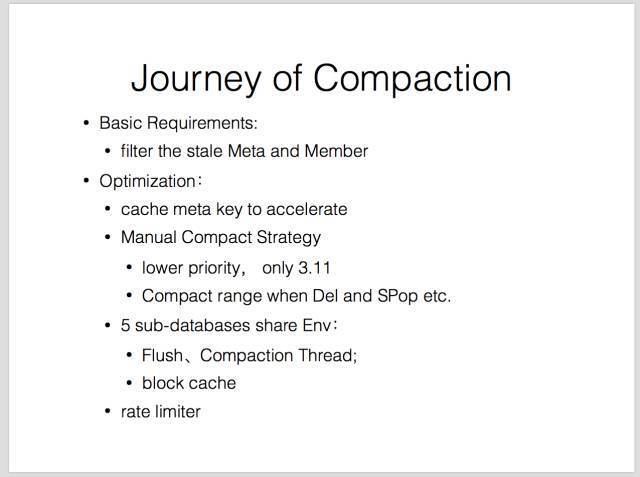 Journey of Compaction
• Basic Requirements:
• filter the stale Meta and Member
• Optimization：
• cache meta key to accelerate
• Manual Compact Strategy
• lower priority， only 3.11
• Compact range when Del and SPop etc.
• 5 sub-databases share Env：
• Flush、Compaction Thread;
• block cache
• rate limiter